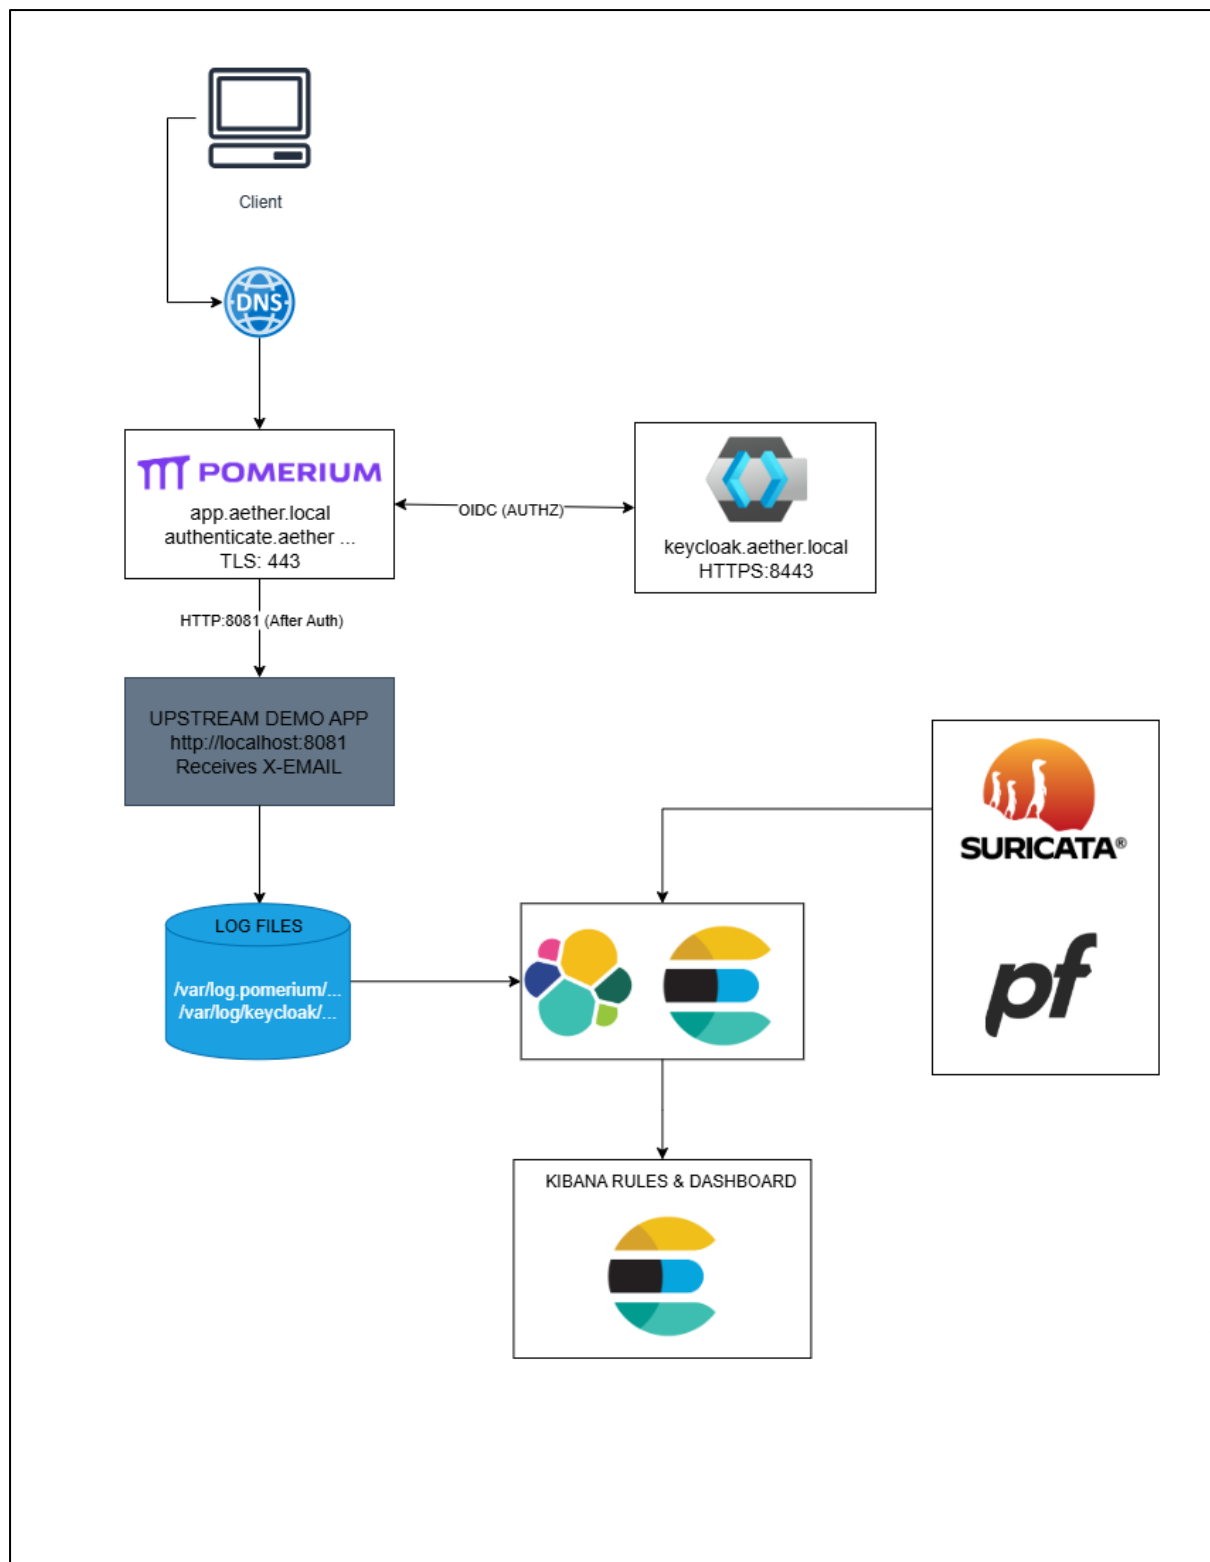 Client
DNS
POMERIUM
app.aether.local
authenticate.aether ...
TLS: 443
OIDC (AUTHZ)
keycloak.aether.local
HTTPS:8443
HTTP:8081 (After Auth)
UPSTREAM DEMO APP
http://localhost:8081
Receives X-EMAIL
SURICATA®
pf
LOG FILES
/var/log.pomerium/...
/var/log/keycloak/...
KIBANA RULES & DASHBOARD